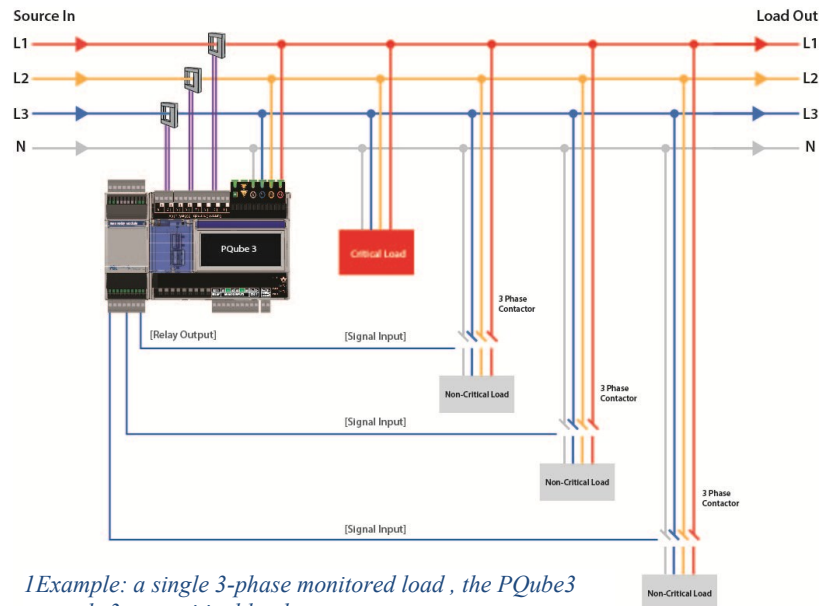 Source In Load Out
L1 L1
L2 L2
L3 L3
N N
PQube 3
Critical Load
3 Phase
Contactor
[Relay Output] [Signal Input]
Non-Critical Load
3 Phase
Contactor
[Signal Input]
Non-Critical Load
3 Phase
Contactor
[Signal Input]
Non-Critical Load
1Example: a single 3-phase monitored load , the PQube3